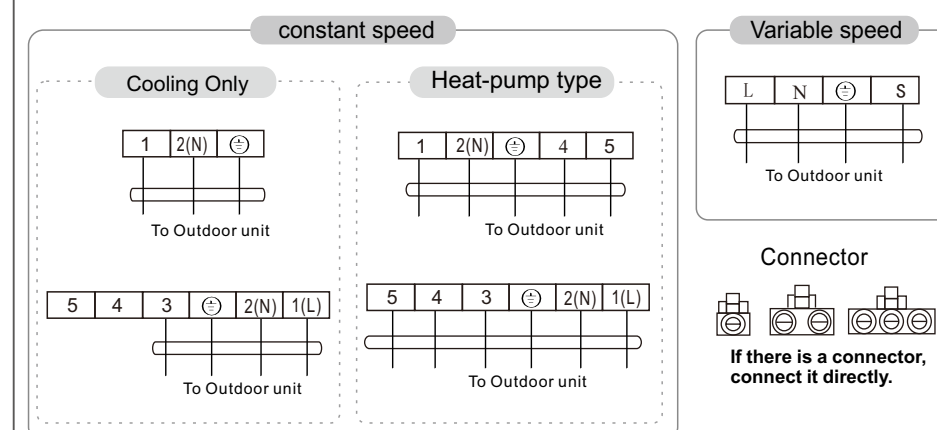 constant speed
Cooling Only
1 2(N) ⏚
To Outdoor unit
5 4 3 ⏚ 2(N) 1(L)
To Outdoor unit
Heat-pump type
1 2(N) ⏚ 4 5
To Outdoor unit
5 4 3 ⏚ 2(N) 1(L)
To Outdoor unit
Variable speed
L N ⏚ S
To Outdoor unit
Connector
If there is a connector,
connect it directly.